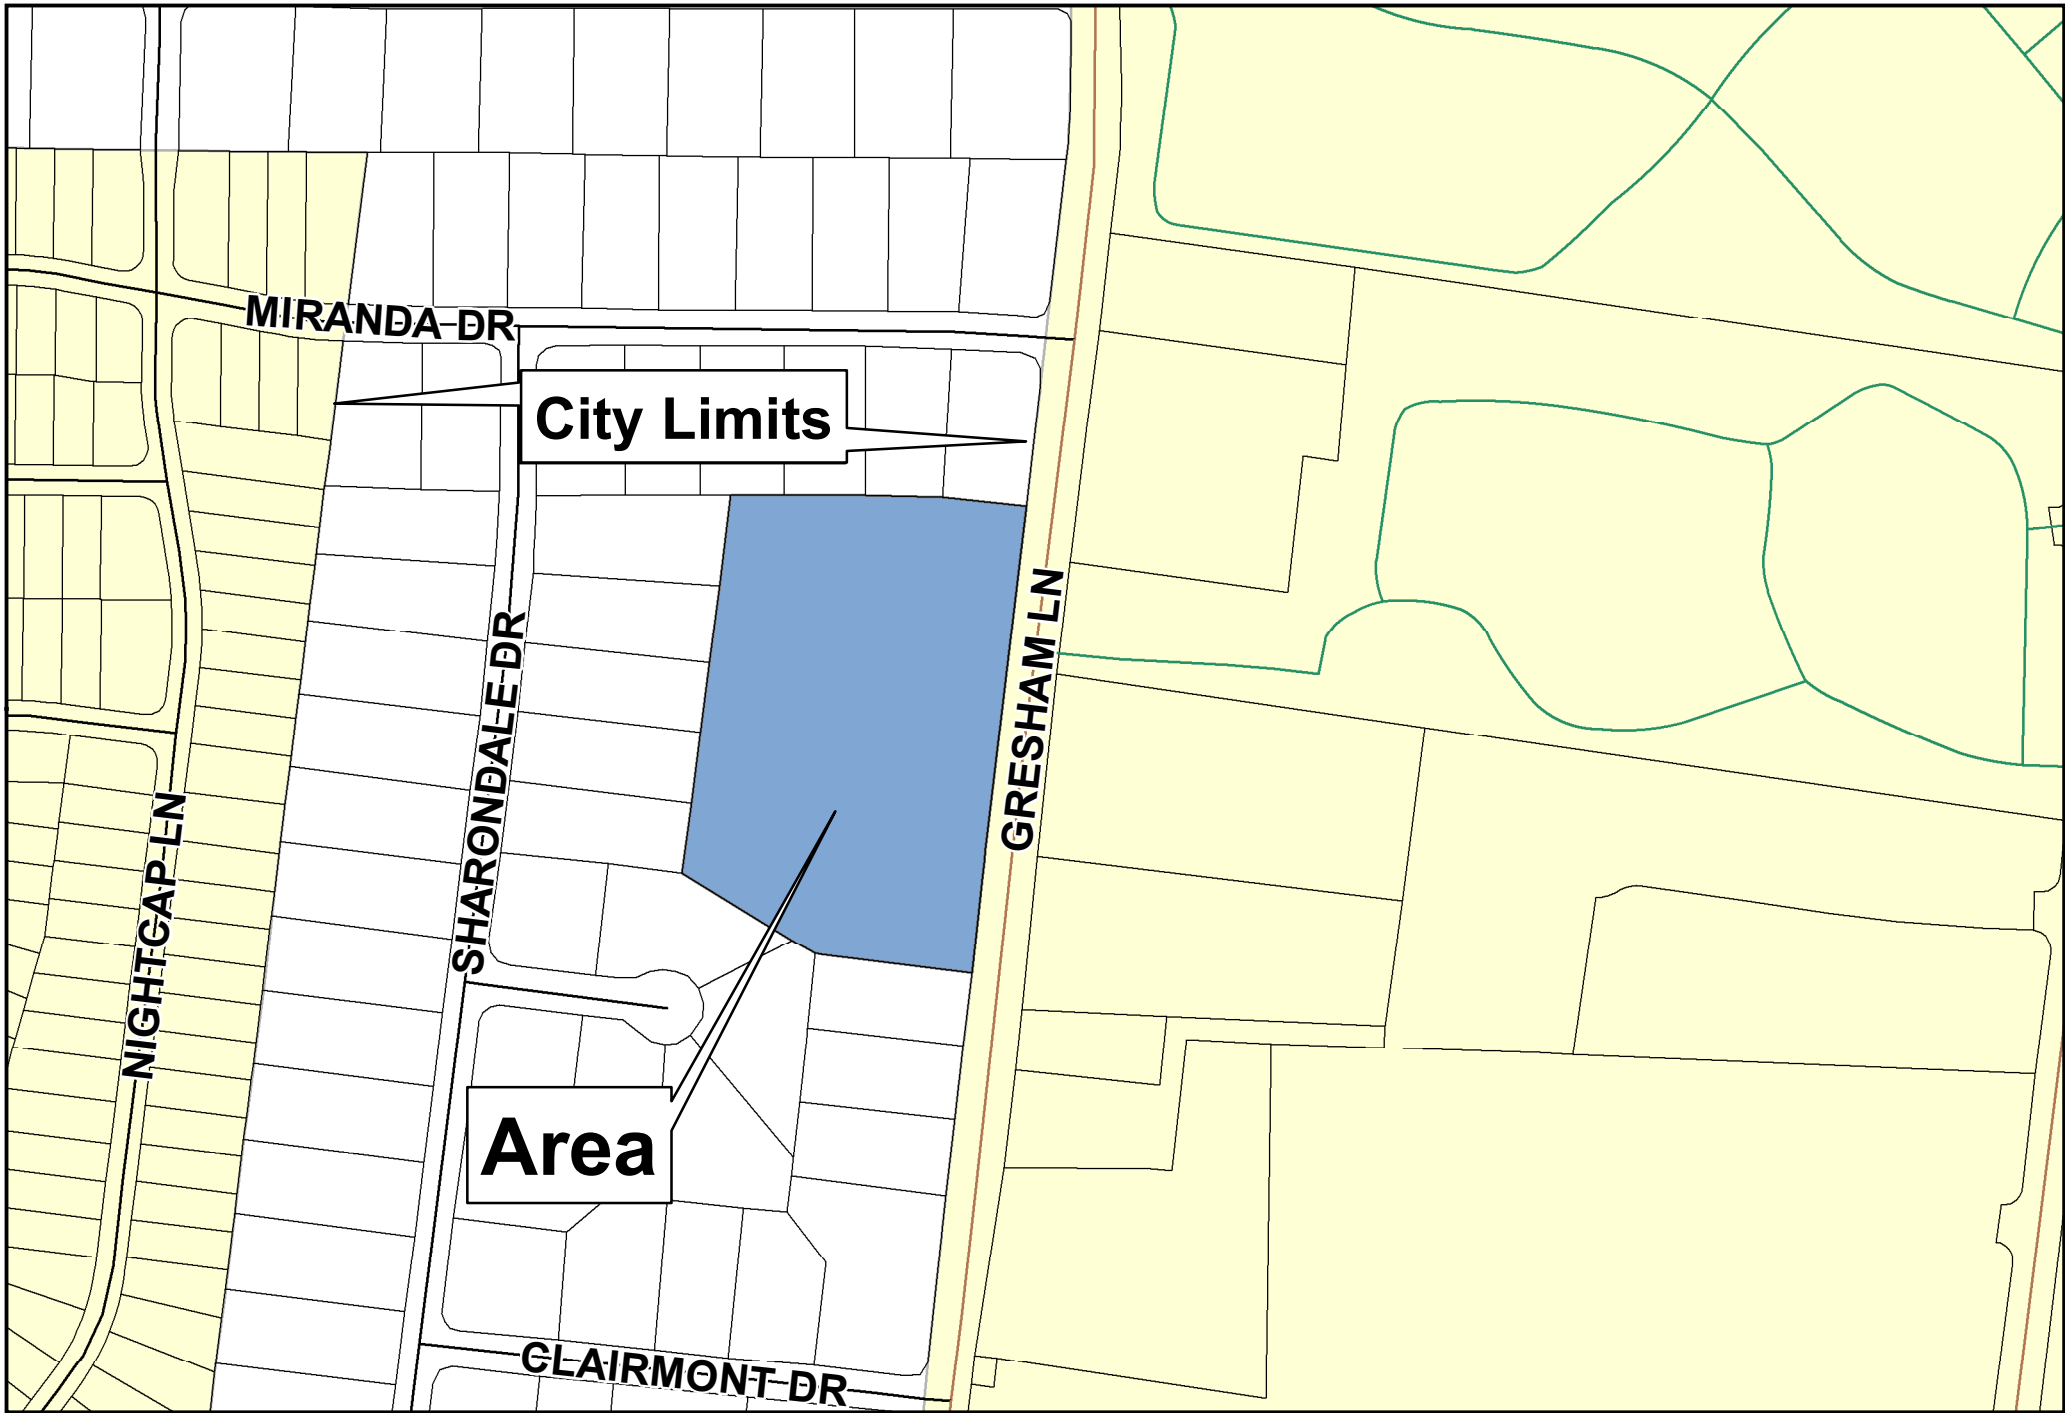 MIRANDA DR
City Limits
GRESHAM LN
SHARONDALE DR
NIGHTCAP LN
Area
CLAIRMONT DR